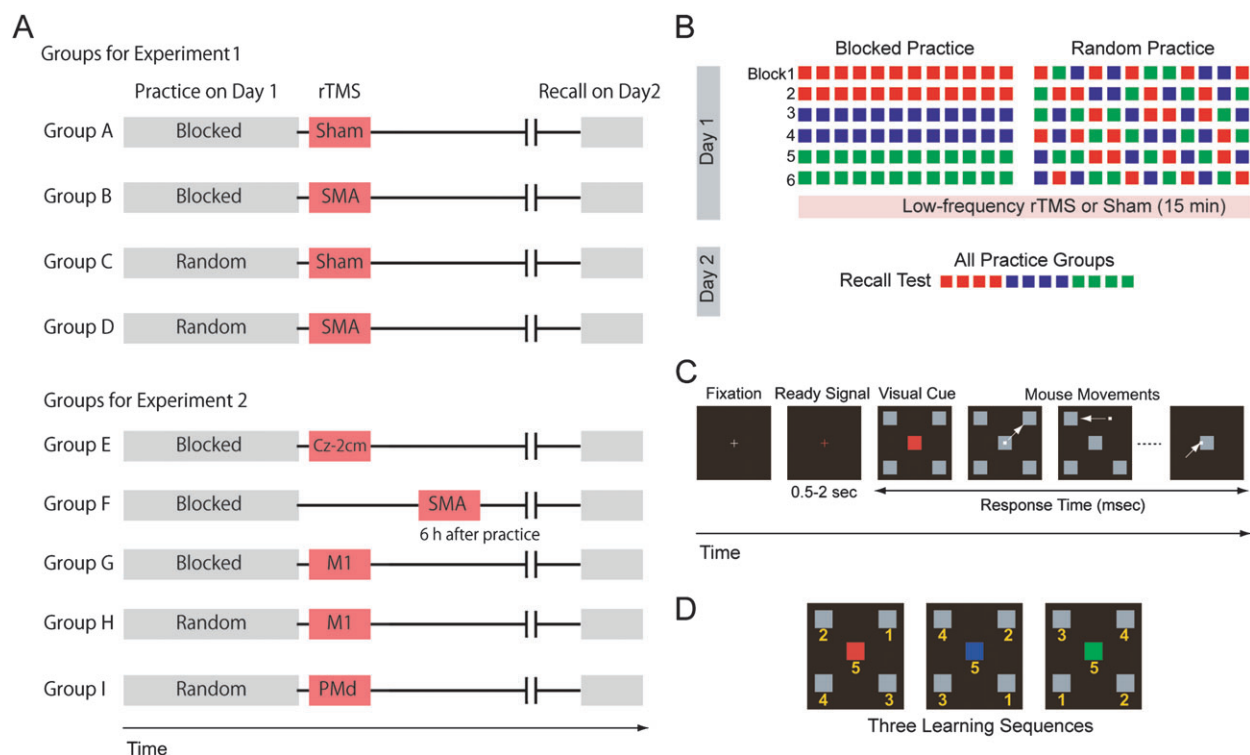 A
Groups for Experiment 1
Practice on Day 1 rTMS Recall on Day2
Group A Blocked Sham
Group B Blocked SMA
Group C Random Sham
Group D Random SMA
Groups for Experiment 2
Group E Blocked Cz-2cm
Group F Blocked SMA
6 h after practice
Group G Blocked M1
Group H Random M1
Group I Random PMd
Time
B
Blocked Practice Random Practice
Day 1
Block1
2
3
4
5
6
Low-frequency rTMS or Sham (15 min)
Day 2
All Practice Groups
Recall Test
C
Fixation Ready Signal Visual Cue Mouse Movements
0.5-2 sec
Response Time (msec)
Time
D
2 1 4 2 3 4
5 5 5
4 3 3 1 1 2
Three Learning Sequences